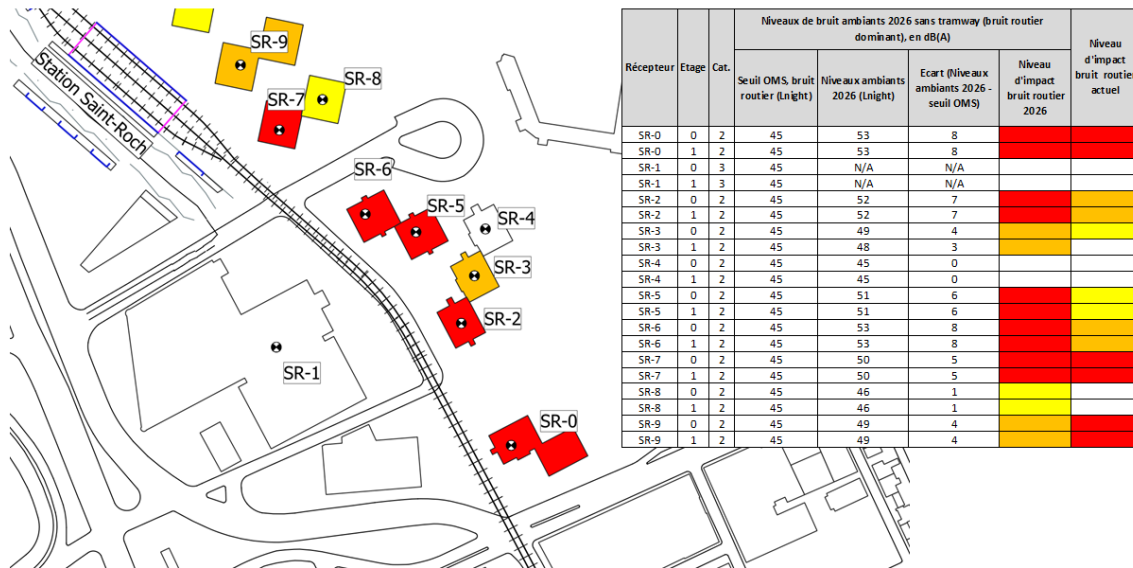 SR-9
SR-8
SR-7
Station Saint-Roch
SR-6
SR-5
SR-4
SR-3
SR-2
SR-1
SR-0
Récepteur Etage Cat. Niveaux de bruit ambiants 2026 sans tramway (bruit routier dominant), en dB(A) Niveau d'impact bruit routier actuel
Seuil OMS, bruit routier (Lnight) Niveaux ambiants 2026 (Lnight) Ecart (Niveaux ambiants 2026 - seuil OMS) Niveau d'impact bruit routier 2026
SR-0 0 2 45 53 8
SR-0 1 2 45 53 8
SR-1 0 3 45 N/A N/A
SR-1 1 3 45 N/A N/A
SR-2 0 2 45 52 7
SR-2 1 2 45 52 7
SR-3 0 2 45 49 4
SR-3 1 2 45 48 3
SR-4 0 2 45 45 0
SR-4 1 2 45 45 0
SR-5 0 2 45 51 6
SR-5 1 2 45 51 6
SR-6 0 2 45 53 8
SR-6 1 2 45 53 8
SR-7 0 2 45 50 5
SR-7 1 2 45 50 5
SR-8 0 2 45 46 1
SR-8 1 2 45 46 1
SR-9 0 2 45 49 4
SR-9 1 2 45 49 4